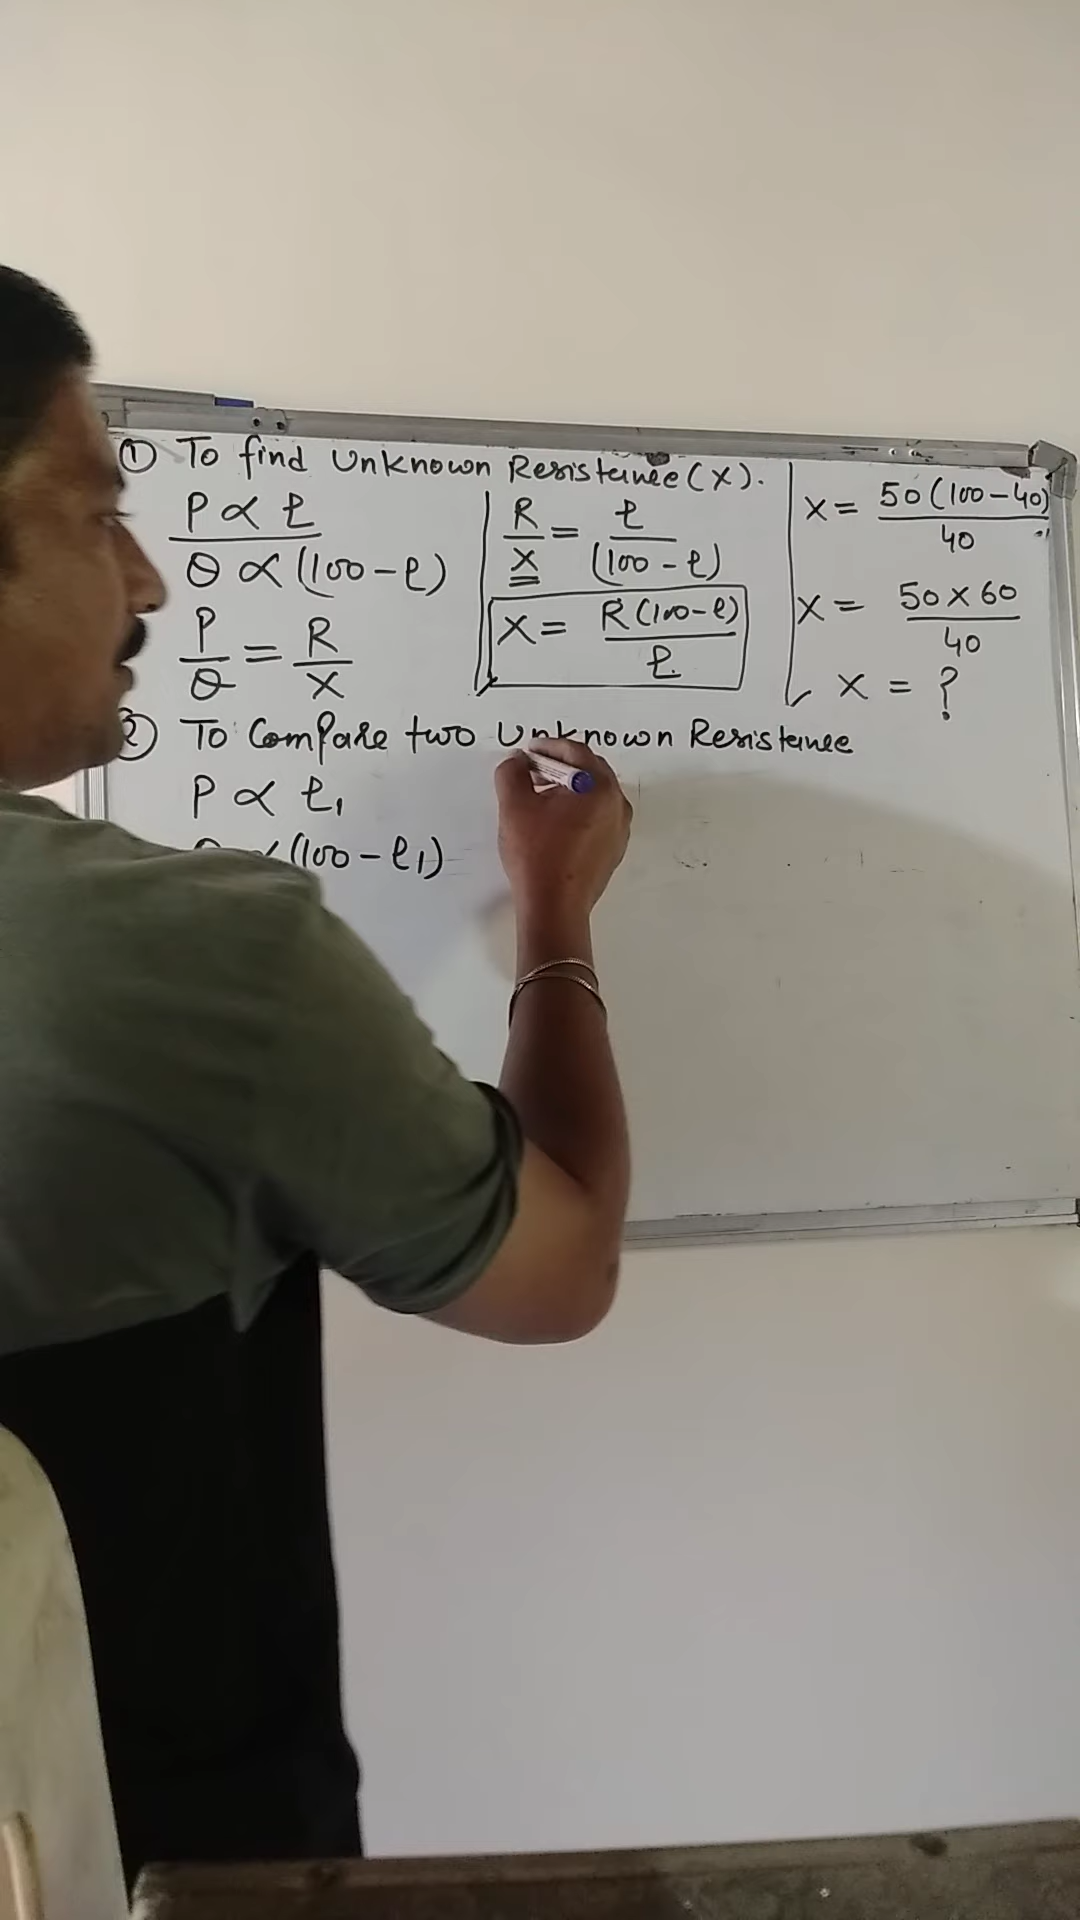 ① To find Unknown Resistance (X).
P ∝ ℓ
Q ∝ (100 - ℓ)
P/Q = R/X
R/X = ℓ/(100 - ℓ)
X = R(100-ℓ)/ℓ.
X = 50(100-40)/40
X = 50 X 60/40
X = ?
② To Compare two Unknown Resistance
P ∝ ℓ₁
(100 - ℓ₁)